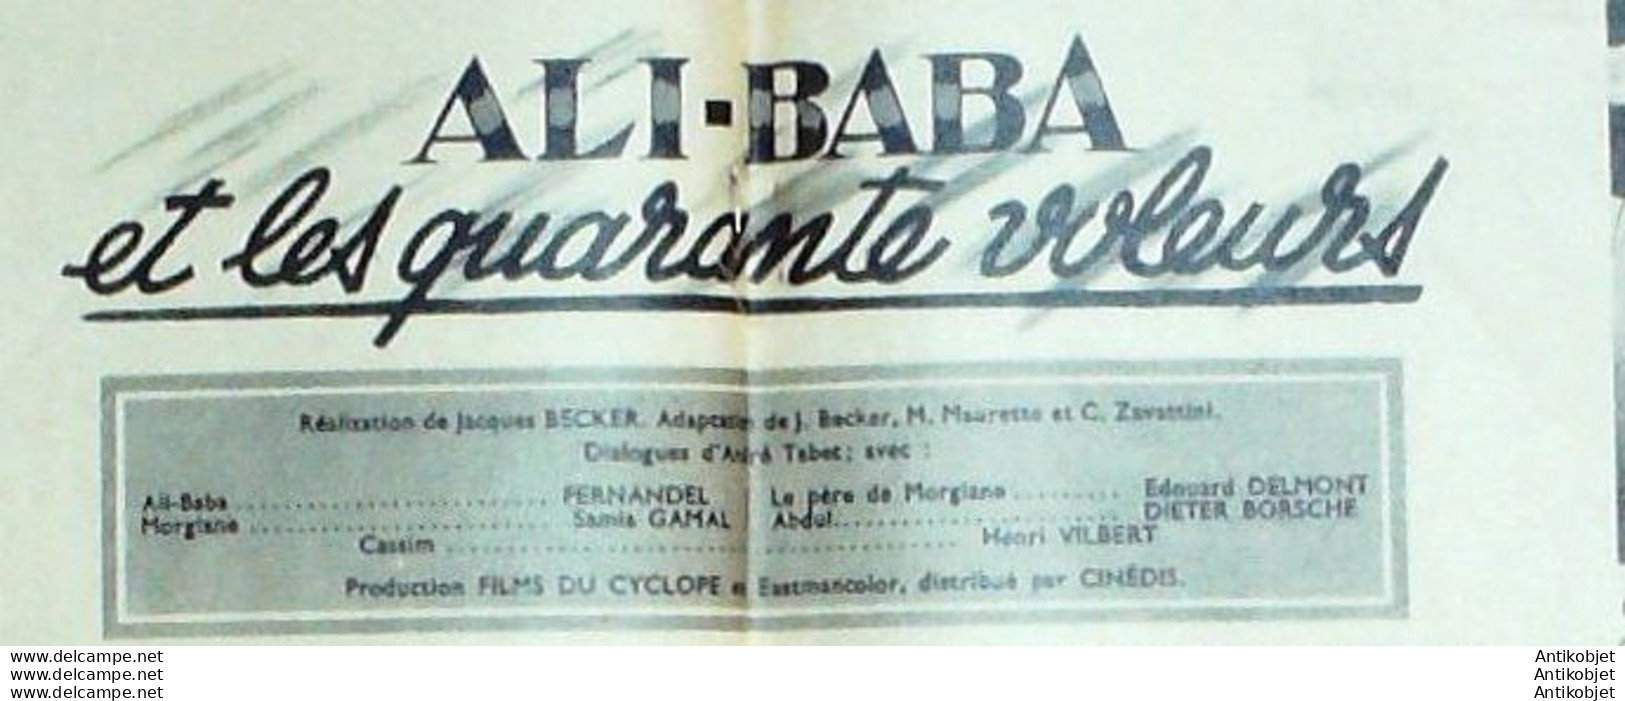 ALI-BABA
et les quarante voleurs
Réalisation de Jacques BECKER. Adaptation de J. Becker, M. Maurette et C. Zavattini.
Dialogues d'André Tabet; avec :
Ali-Baba .............................. FERNANDEL
Morgiane .............................. Samia GAMAL
Le père de Morgiane .......... Edouard DELMONT
Abdul.............................. DIETER BORSCHE
Cassim .................................................. Henri VILBERT
Production FILMS DU CYCLOPE en Eastmancolor, distribué par CINÉDIS.
www.delcampe.net
www.delcampe.net
www.delcampe.net
Antikobjet
Antikobjet
Antikobjet